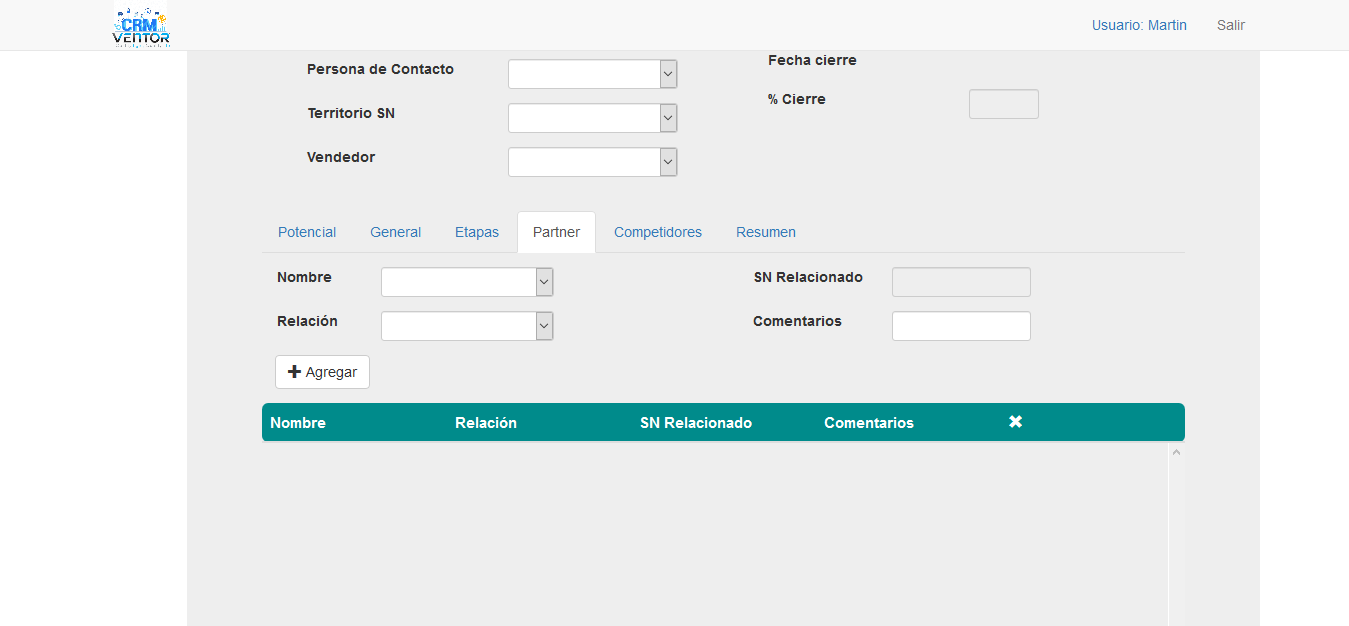 CRM
VENTOR
Usuario: Martin
Salir
Persona de Contacto
Fecha cierre
% Cierre
Territorio SN
Vendedor
Potencial
General
Etapas
Partner
Competidores
Resumen
Nombre
SN Relacionado
Relación
Comentarios
Agregar
Nombre
Relación
SN Relacionado
Comentarios